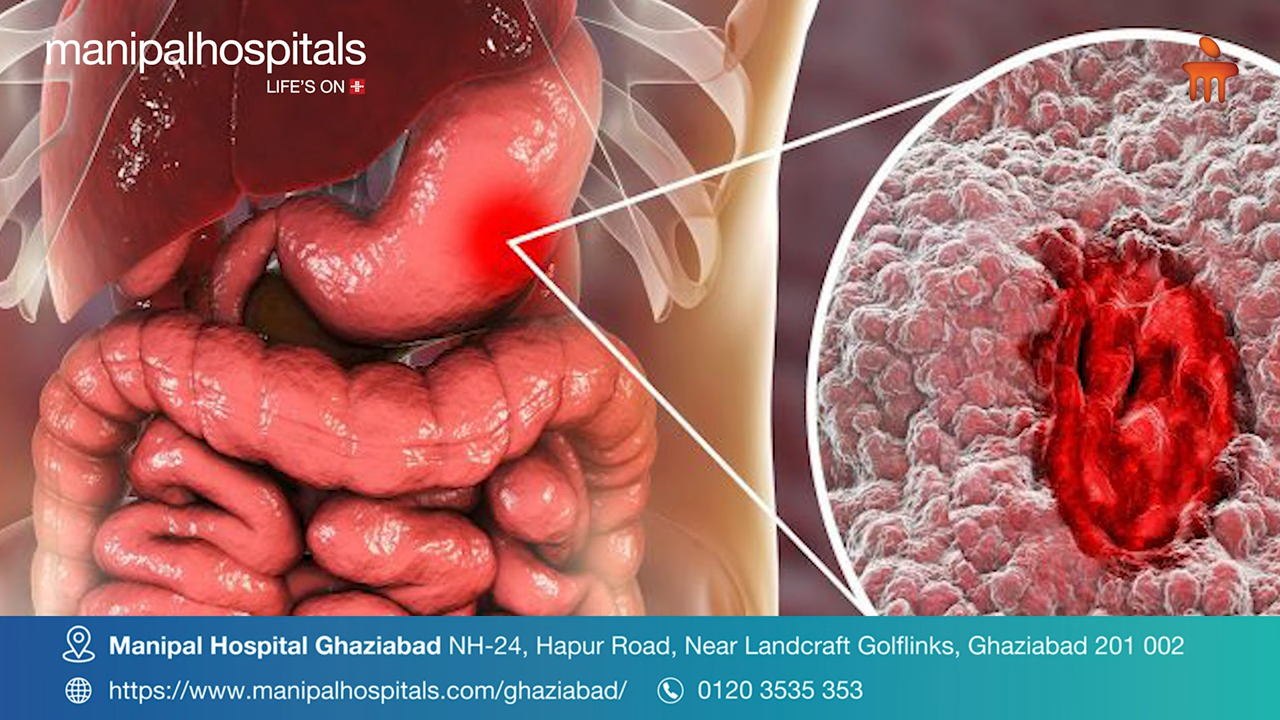 manipalhospitals
LIFE'S ON
Manipal Hospital Ghaziabad NH-24, Hapur Road, Near Landcraft Golflinks, Ghaziabad 201 002
https://www.manipalhospitals.com/ghaziabad/ 0120 3535 353